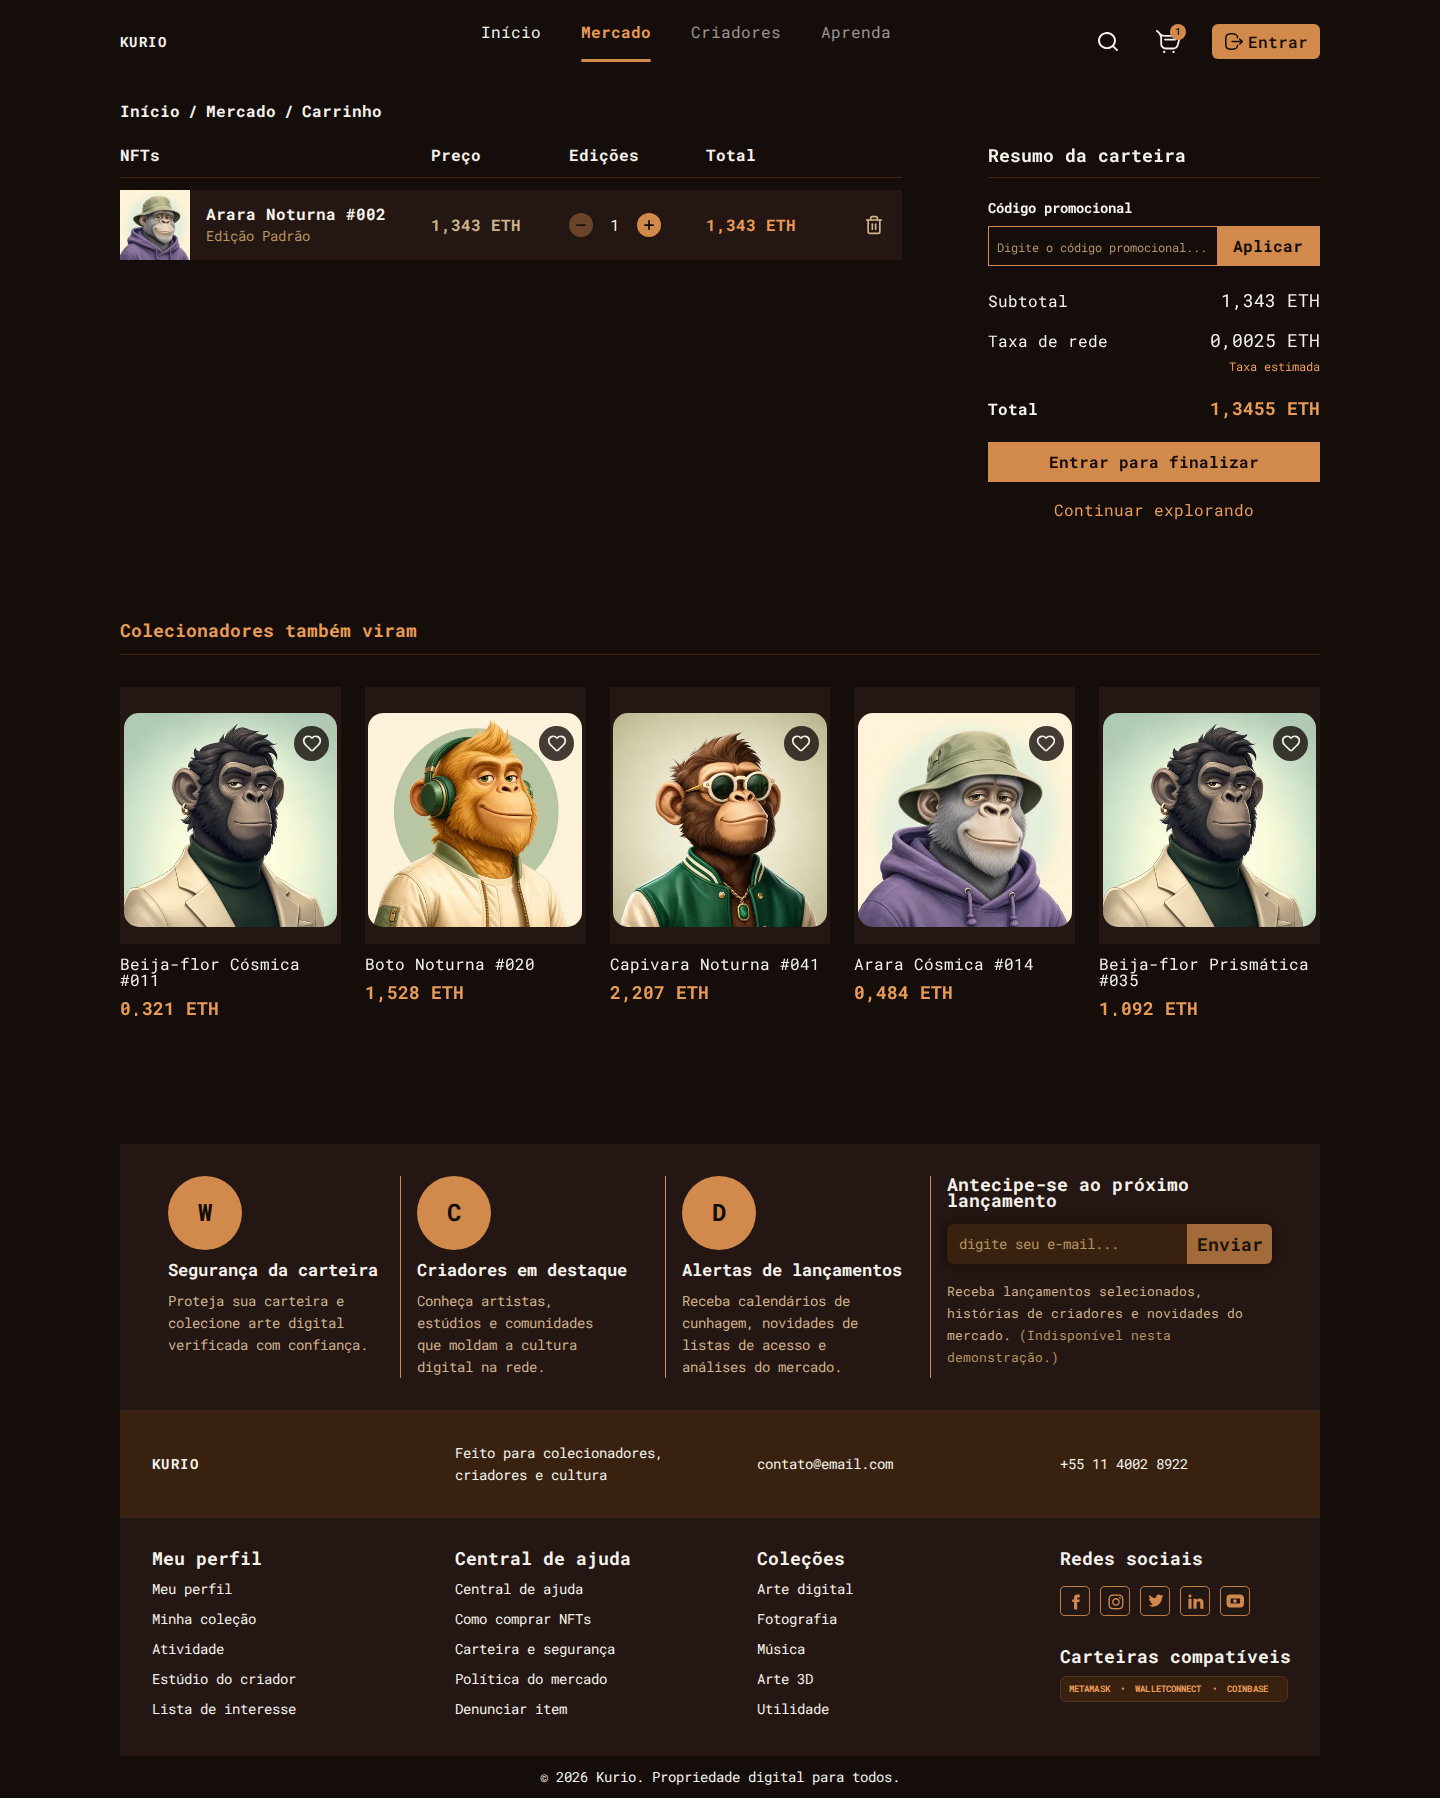 KURIO
Início Mercado Criadores Aprenda
1
Entrar
Início / Mercado / Carrinho
NFTs Preço Edições Total
Arara Noturna #002
Edição Padrão
1,343 ETH
1
1,343 ETH
Resumo da carteira
Código promocional
Digite o código promocional... Aplicar
Subtotal 1,343 ETH
Taxa de rede 0,0025 ETH
Taxa estimada
Total 1,3455 ETH
Entrar para finalizar
Continuar explorando
Colecionadores também viram
Beija-flor Cósmica
#011
0,321 ETH
Boto Noturna #020
1,528 ETH
Capivara Noturna #041
2,207 ETH
Arara Cósmica #014
0,484 ETH
Beija-flor Prismática
#035
1,092 ETH
W
Segurança da carteira
Proteja sua carteira e
colecione arte digital
verificada com confiança.
C
Criadores em destaque
Conheça artistas,
estúdios e comunidades
que moldam a cultura
digital na rede.
D
Alertas de lançamentos
Receba calendários de
cunhagem, novidades de
listas de acesso e
análises do mercado.
Antecipe-se ao próximo
lançamento
digite seu e-mail... Enviar
Receba lançamentos selecionados,
histórias de criadores e novidades do
mercado. (Indisponível nesta
demonstração.)
KURIO
Feito para colecionadores,
criadores e cultura
contato@email.com
+55 11 4002 8922
Meu perfil
Meu perfil
Minha coleção
Atividade
Estúdio do criador
Lista de interesse
Central de ajuda
Central de ajuda
Como comprar NFTs
Carteira e segurança
Política do mercado
Denunciar item
Coleções
Arte digital
Fotografia
Música
Arte 3D
Utilidade
Redes sociais
Carteiras compatíveis
METAMASK • WALLETCONNECT • COINBASE
© 2026 Kurio. Propriedade digital para todos.